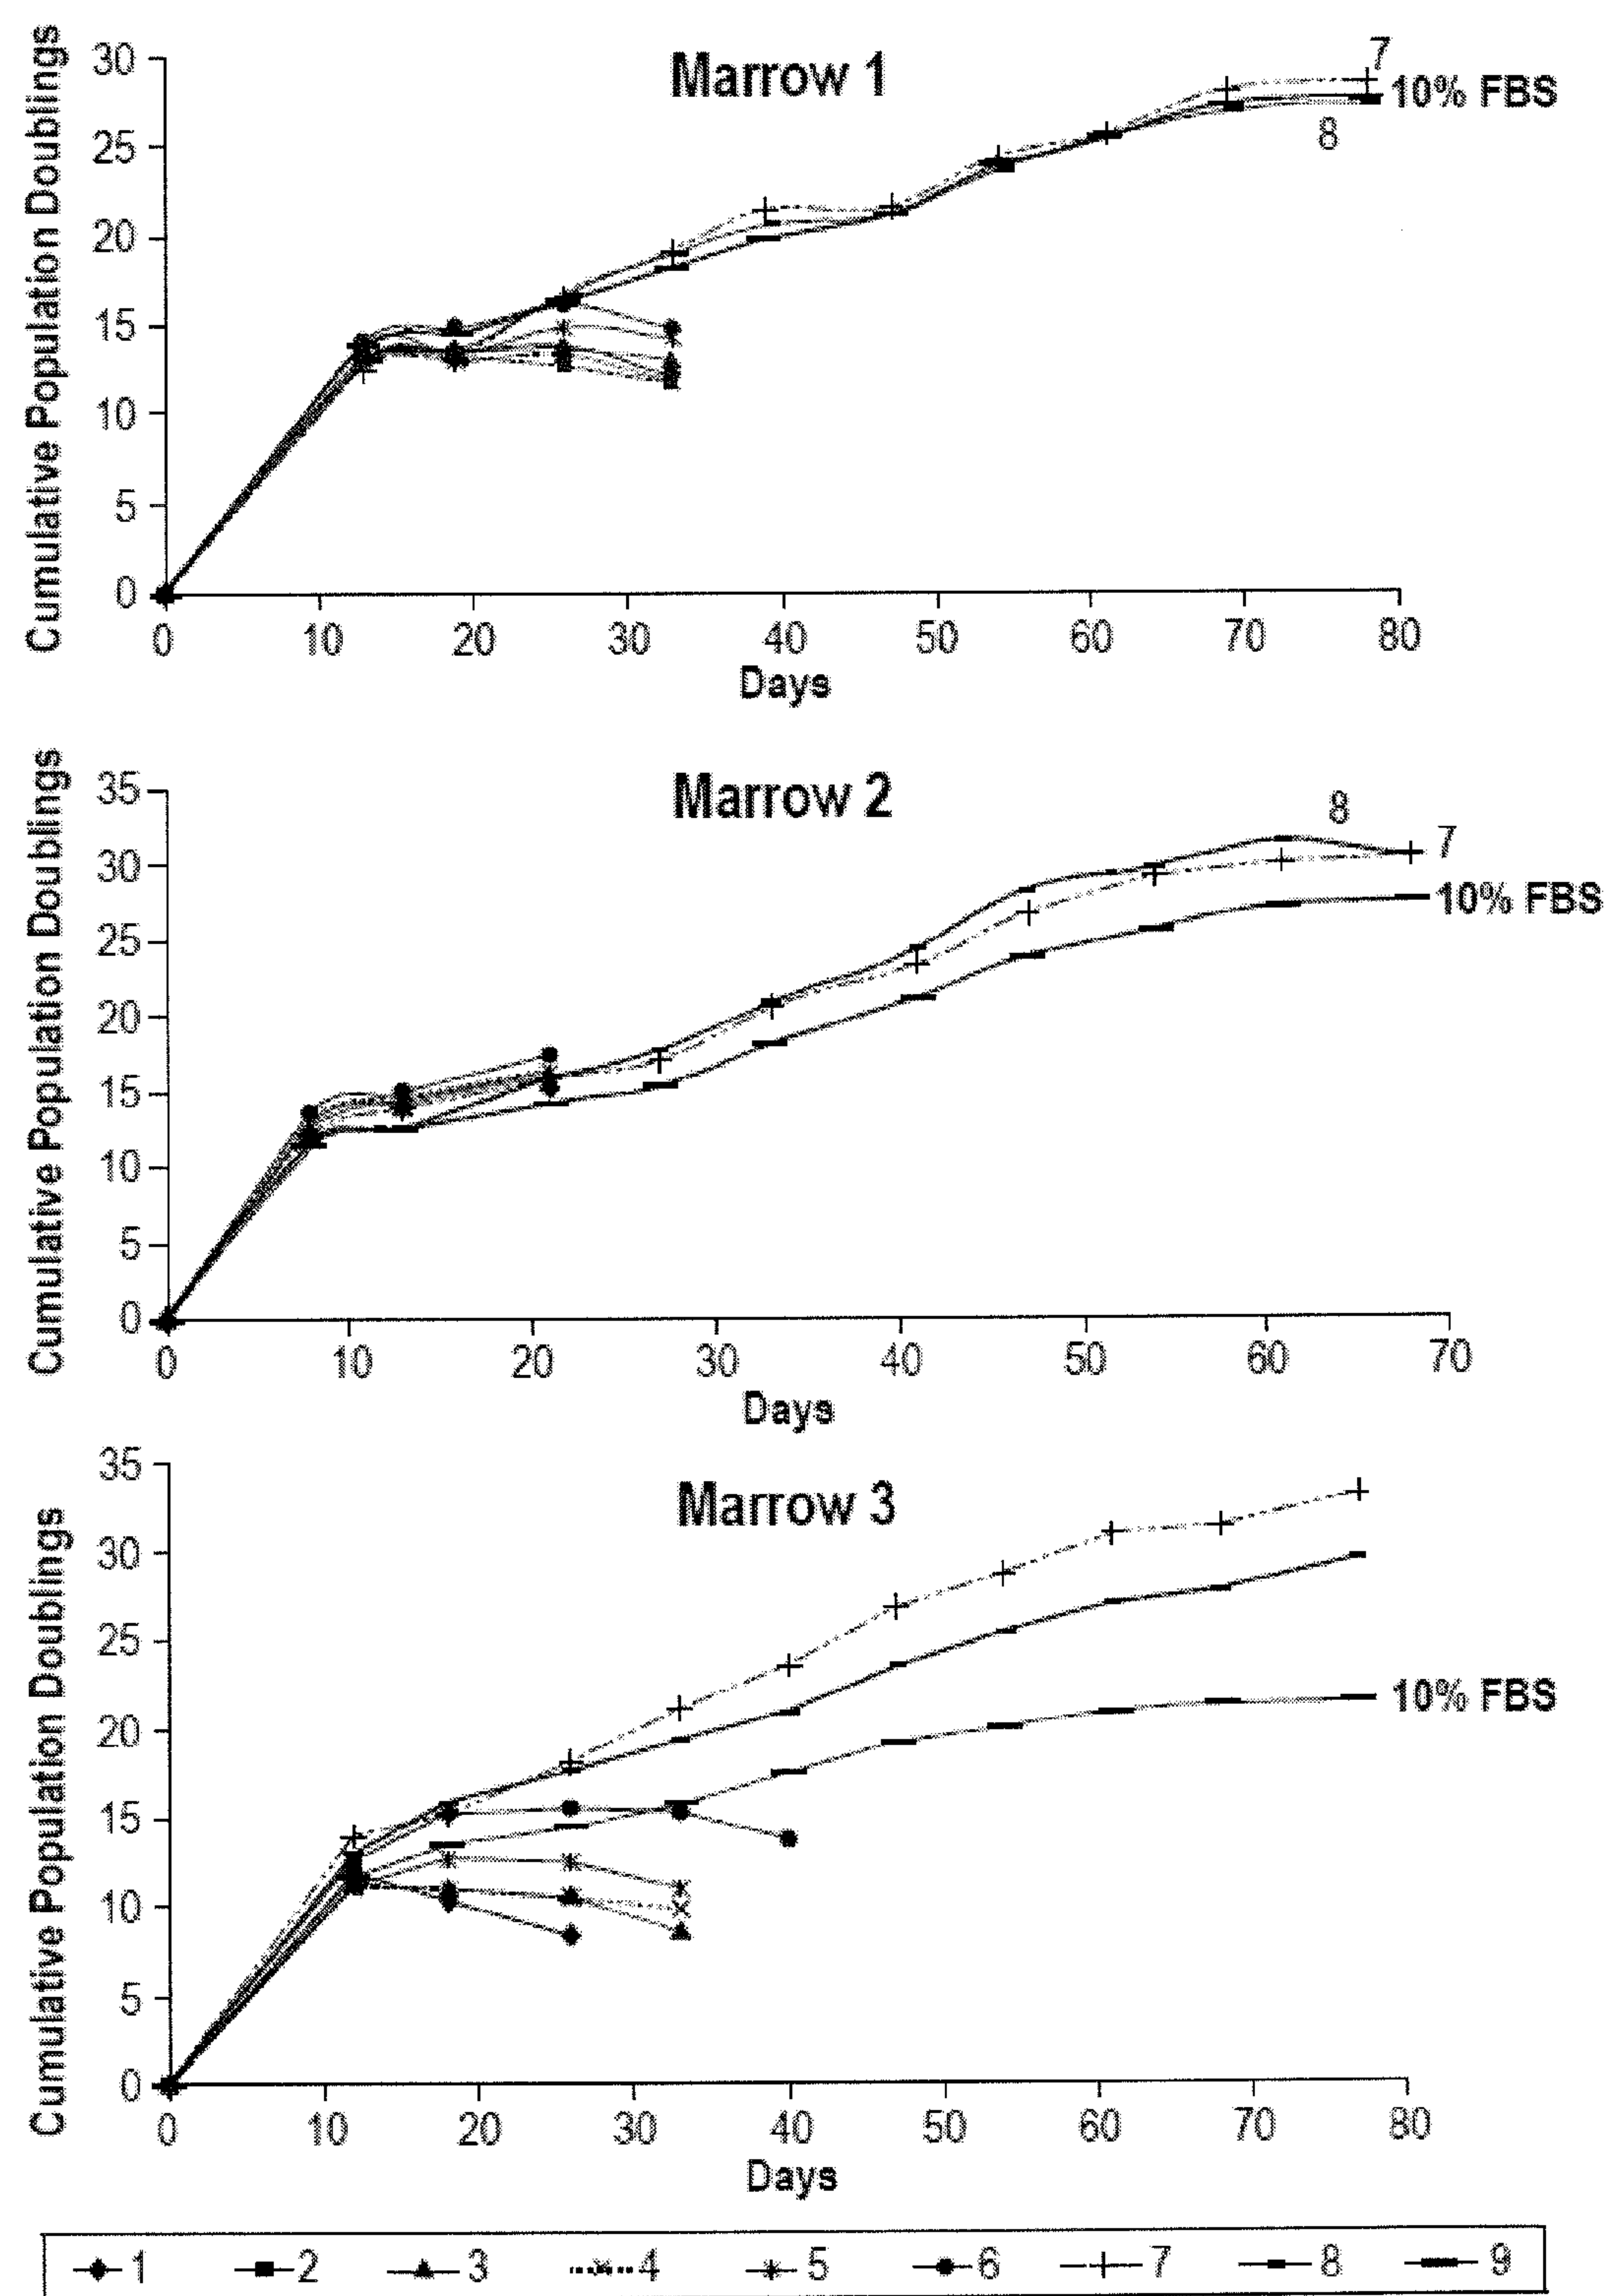 Marrow 1
Cumulative Population Doublings
30
25
20
15
10
5
0
7
10% FBS
8
0 10 20 30 40 50 60 70 80
Days
Marrow 2
Cumulative Population Doublings
35
30
25
20
15
10
5
0
8
7
10% FBS
0 10 20 30 40 50 60 70
Days
Marrow 3
Cumulative Population Doublings
35
30
25
20
15
10
5
0
10% FBS
0 10 20 30 40 50 60 70 80
Days
1 2 3 4 5 6 7 8 9